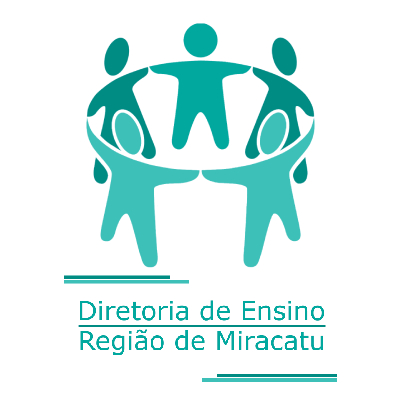 Diretoria de Ensino
Região de Miracatu